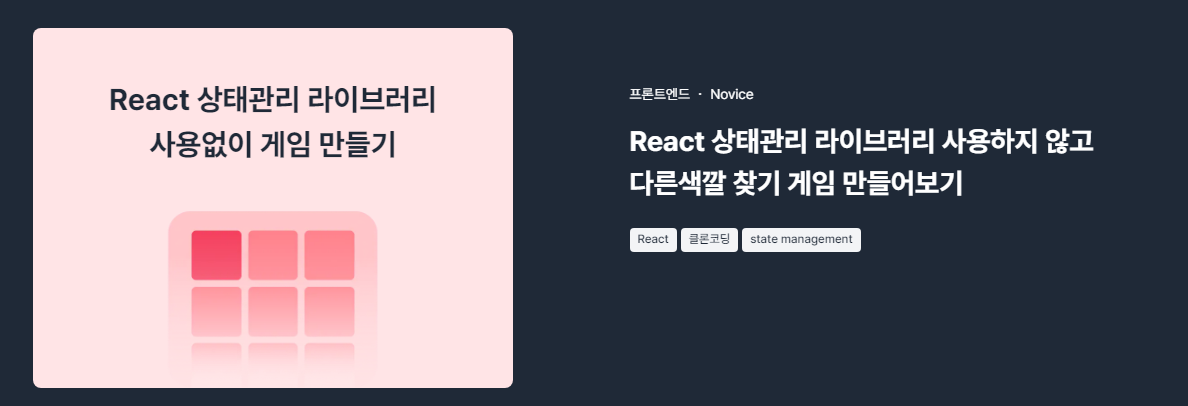 React 상태관리 라이브러리
사용없이 게임 만들기
프론트엔드 · Novice
React 상태관리 라이브러리 사용하지 않고
다른색깔 찾기 게임 만들어보기
React 클론코딩 state management